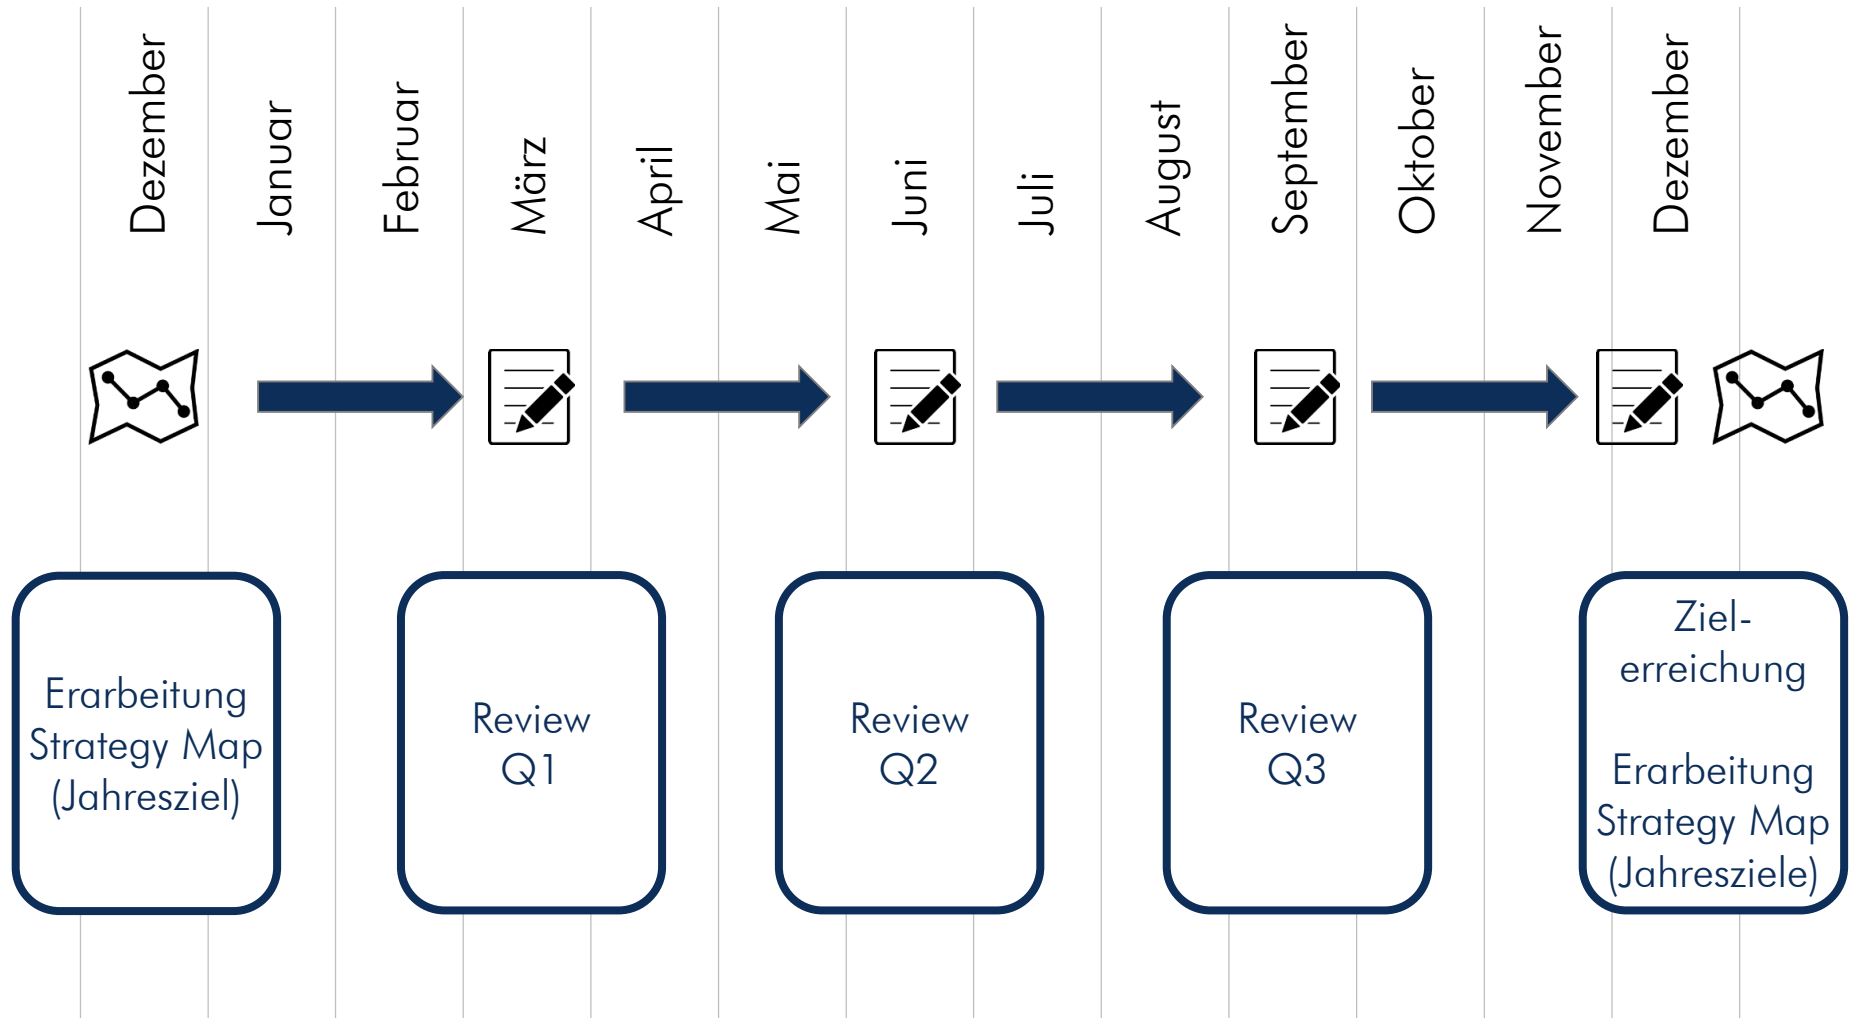 Dezember
Januar
Februar
März
April
Mai
Juni
Juli
August
September
Oktober
November
Dezember
Erarbeitung
Strategy Map
(Jahresziel)
Review
Q1
Review
Q2
Review
Q3
Ziel-
erreichung
Erarbeitung
Strategy Map
(Jahresziele)